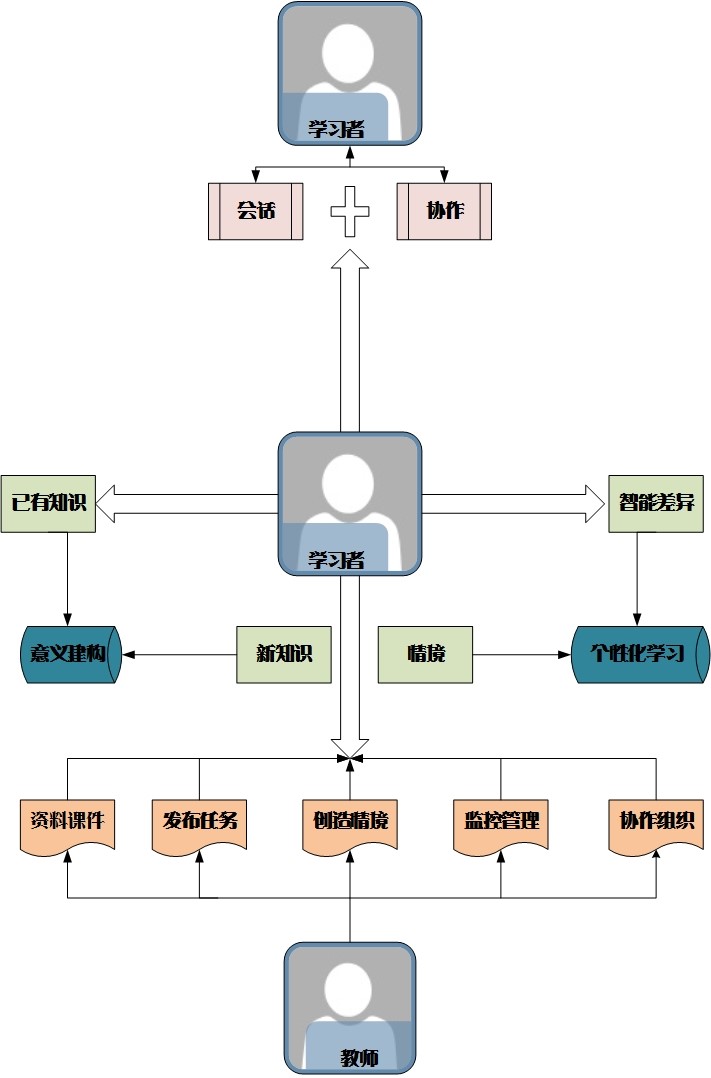 学习者
会话
协作
已有知识
智能差异
学习者
意义建构
新知识
情境
个性化学习
资料课件
发布任务
创造情境
监控管理
协作组织
教师